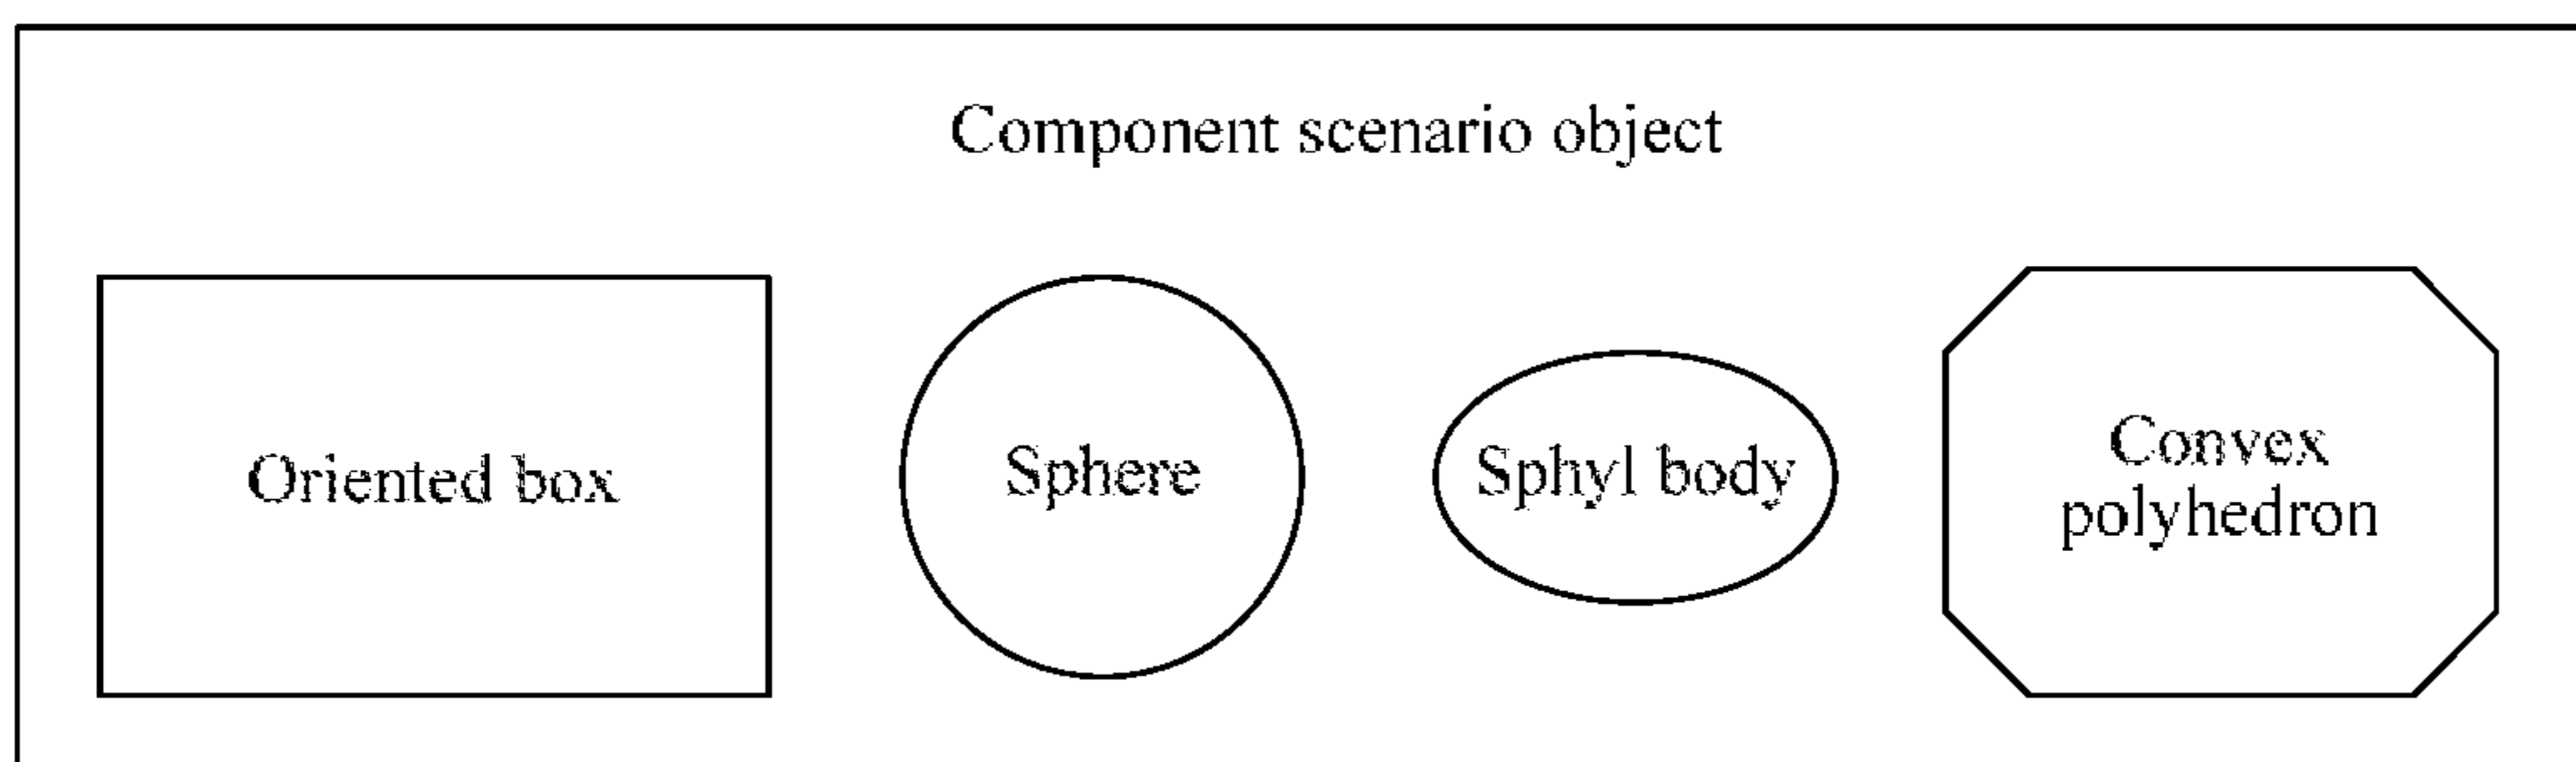 Component scenario object
Oriented box
Sphere
Sphyl body
Convex
polyhedron